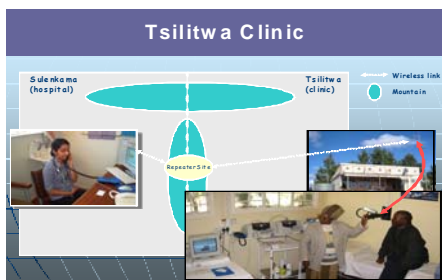 Tsilitwa Clinic
Sulenkama
(hospital)
Tsilitwa
(clinic)
Wireless link
Mountain
Repeater Site